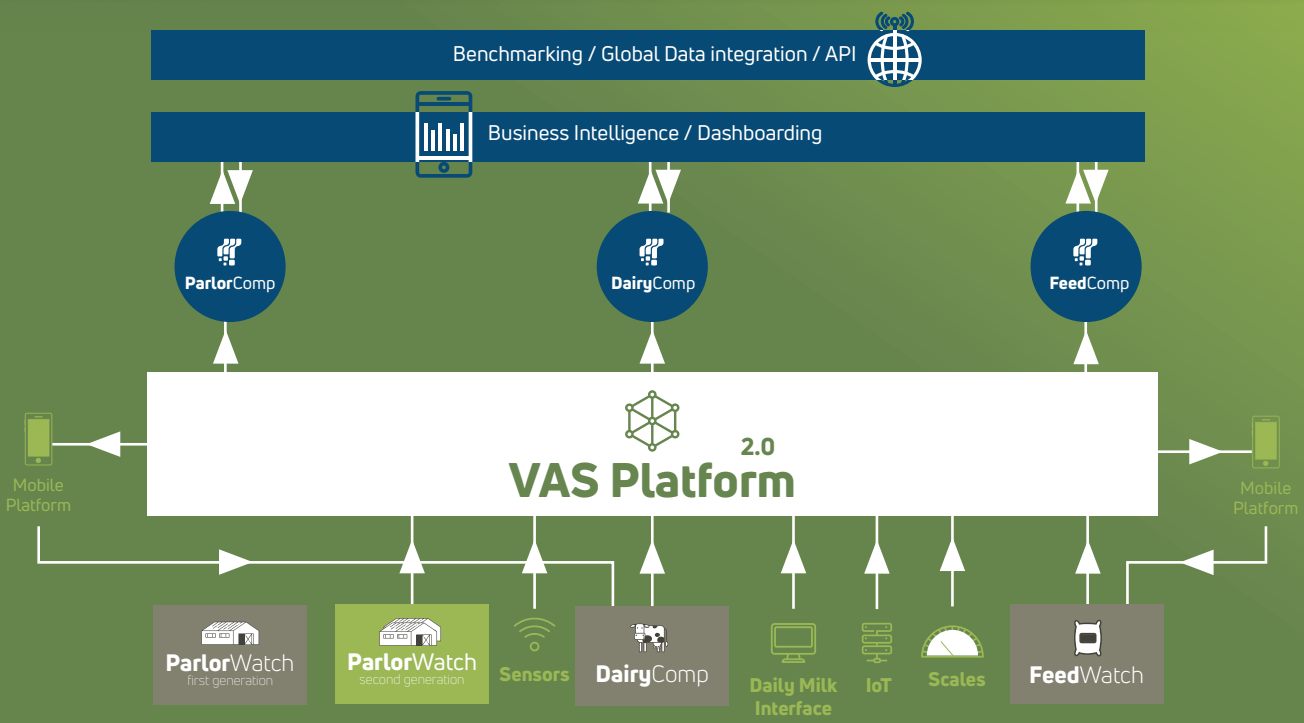 Benchmarking / Global Data integration / API
Business Intelligence / Dashboarding
ParlorComp
DairyComp
FeedComp
2.0
VAS Platform
Mobile
Platform
Mobile
Platform
ParlorWatch
first generation
ParlorWatch
second generation
Sensors
DairyComp
Daily Milk
Interface
IoT
Scales
FeedWatch